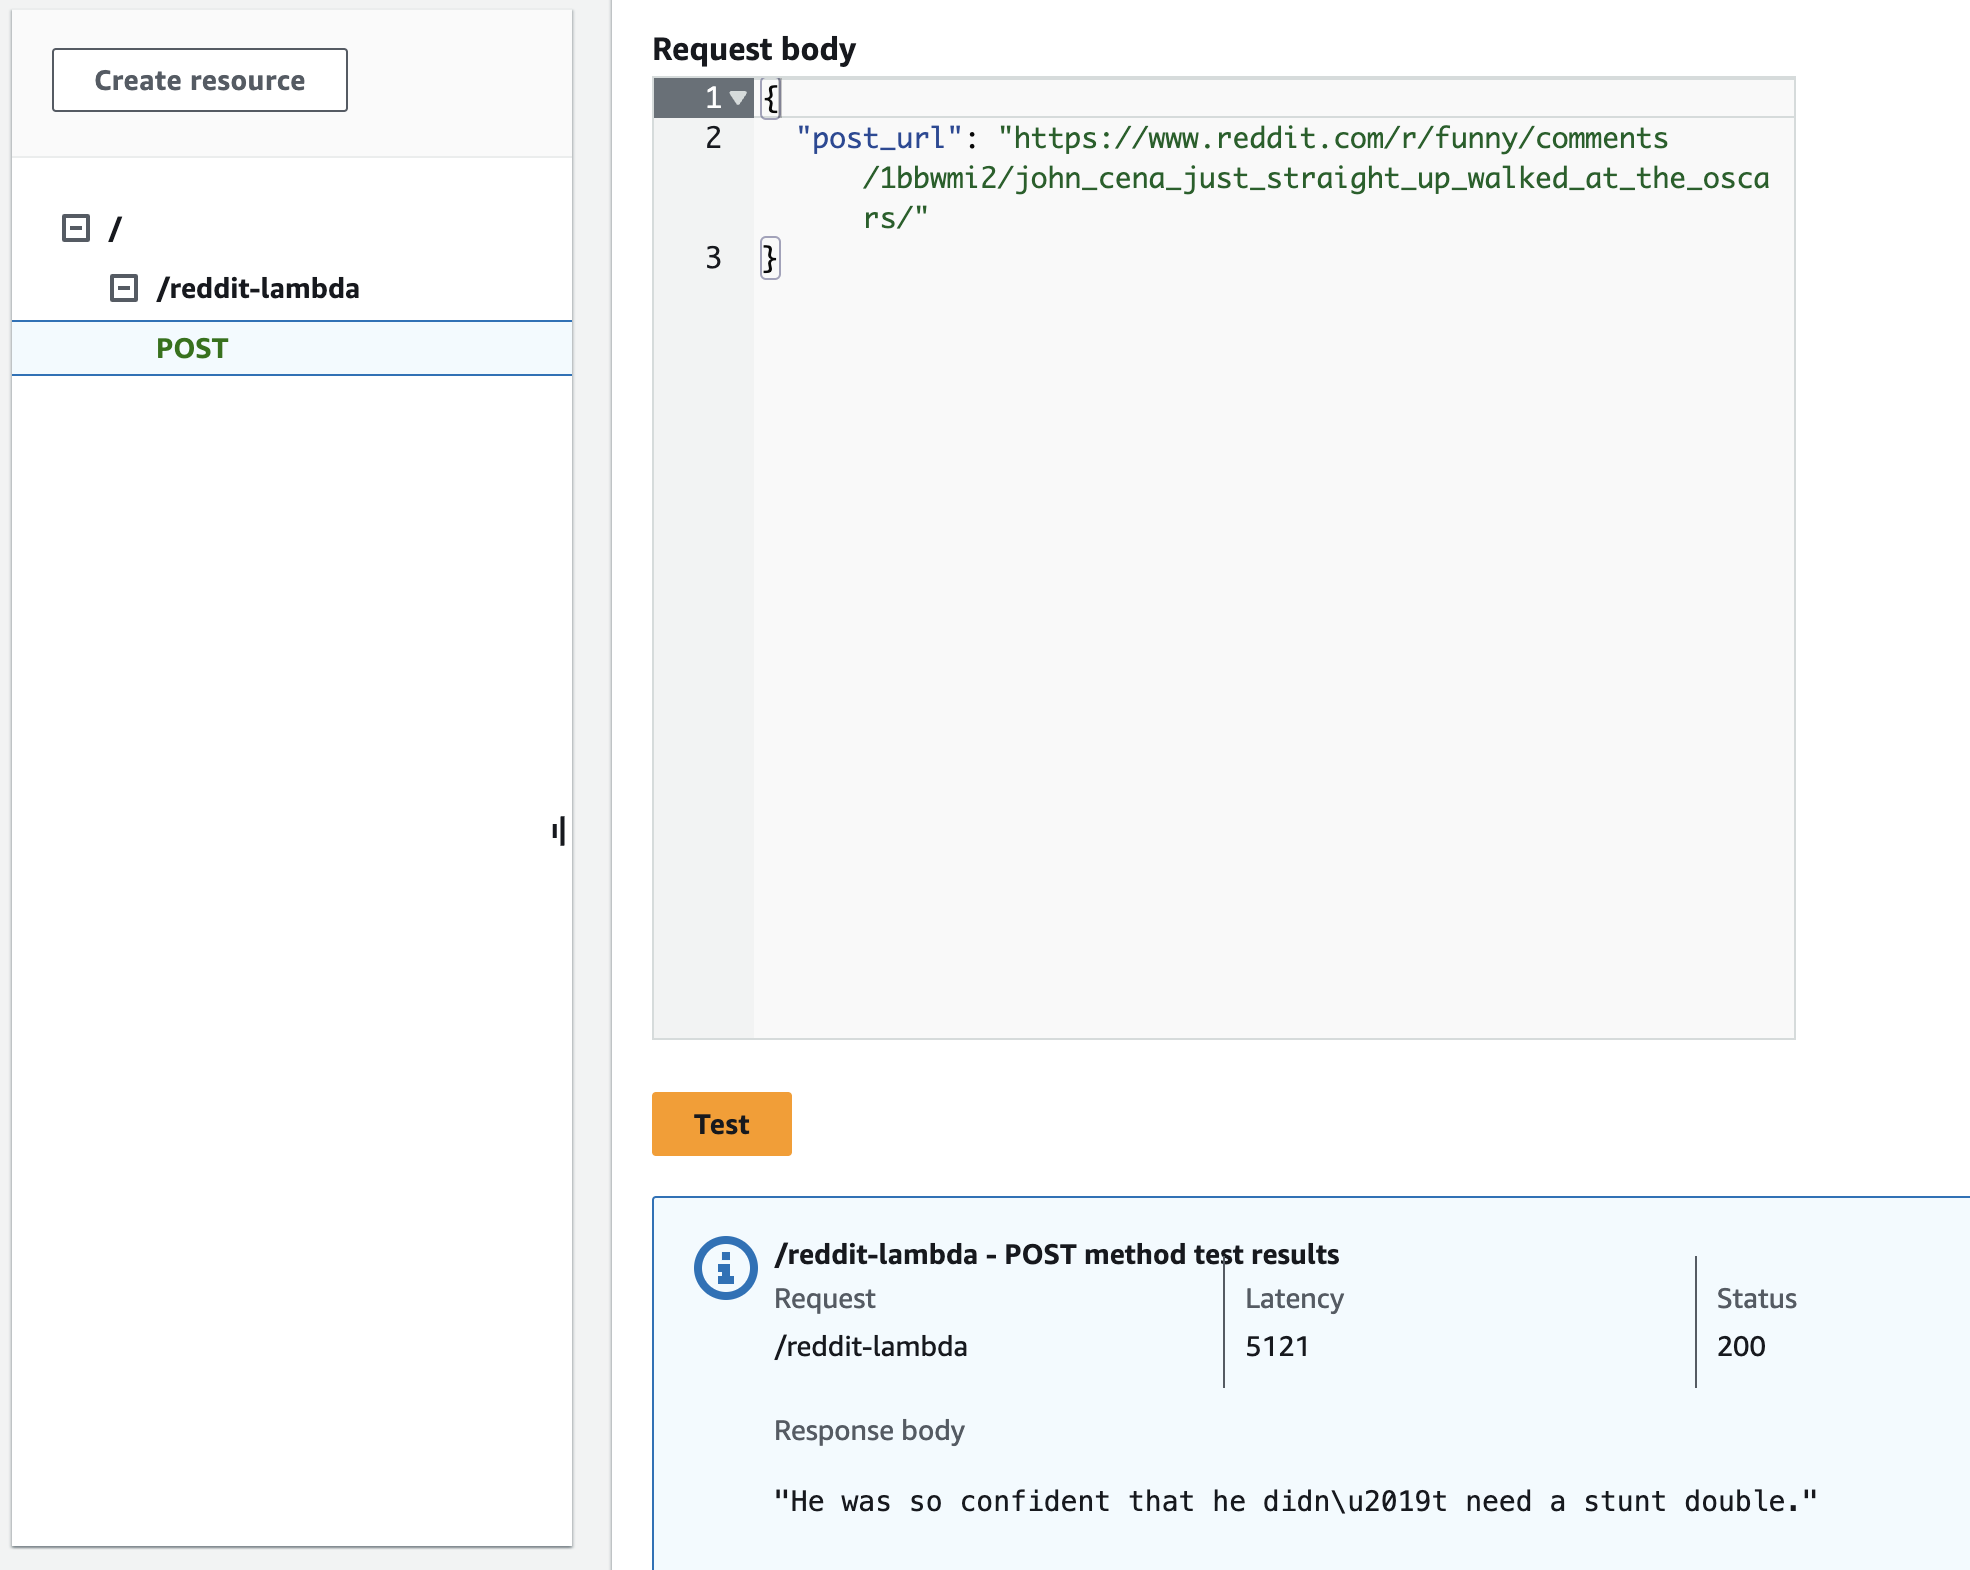 Create resource
/
/reddit-lambda
POST
Request body
1 {
2 "post_url": "https://www.reddit.com/r/funny/comments
/1bbwmi2/john_cena_just_straight_up_walked_at_the_osca
rs/"
3 }
Test
/reddit-lambda - POST method test results
Request
/reddit-lambda
Latency
5121
Status
200
Response body
"He was so confident that he didn\u2019t need a stunt double."